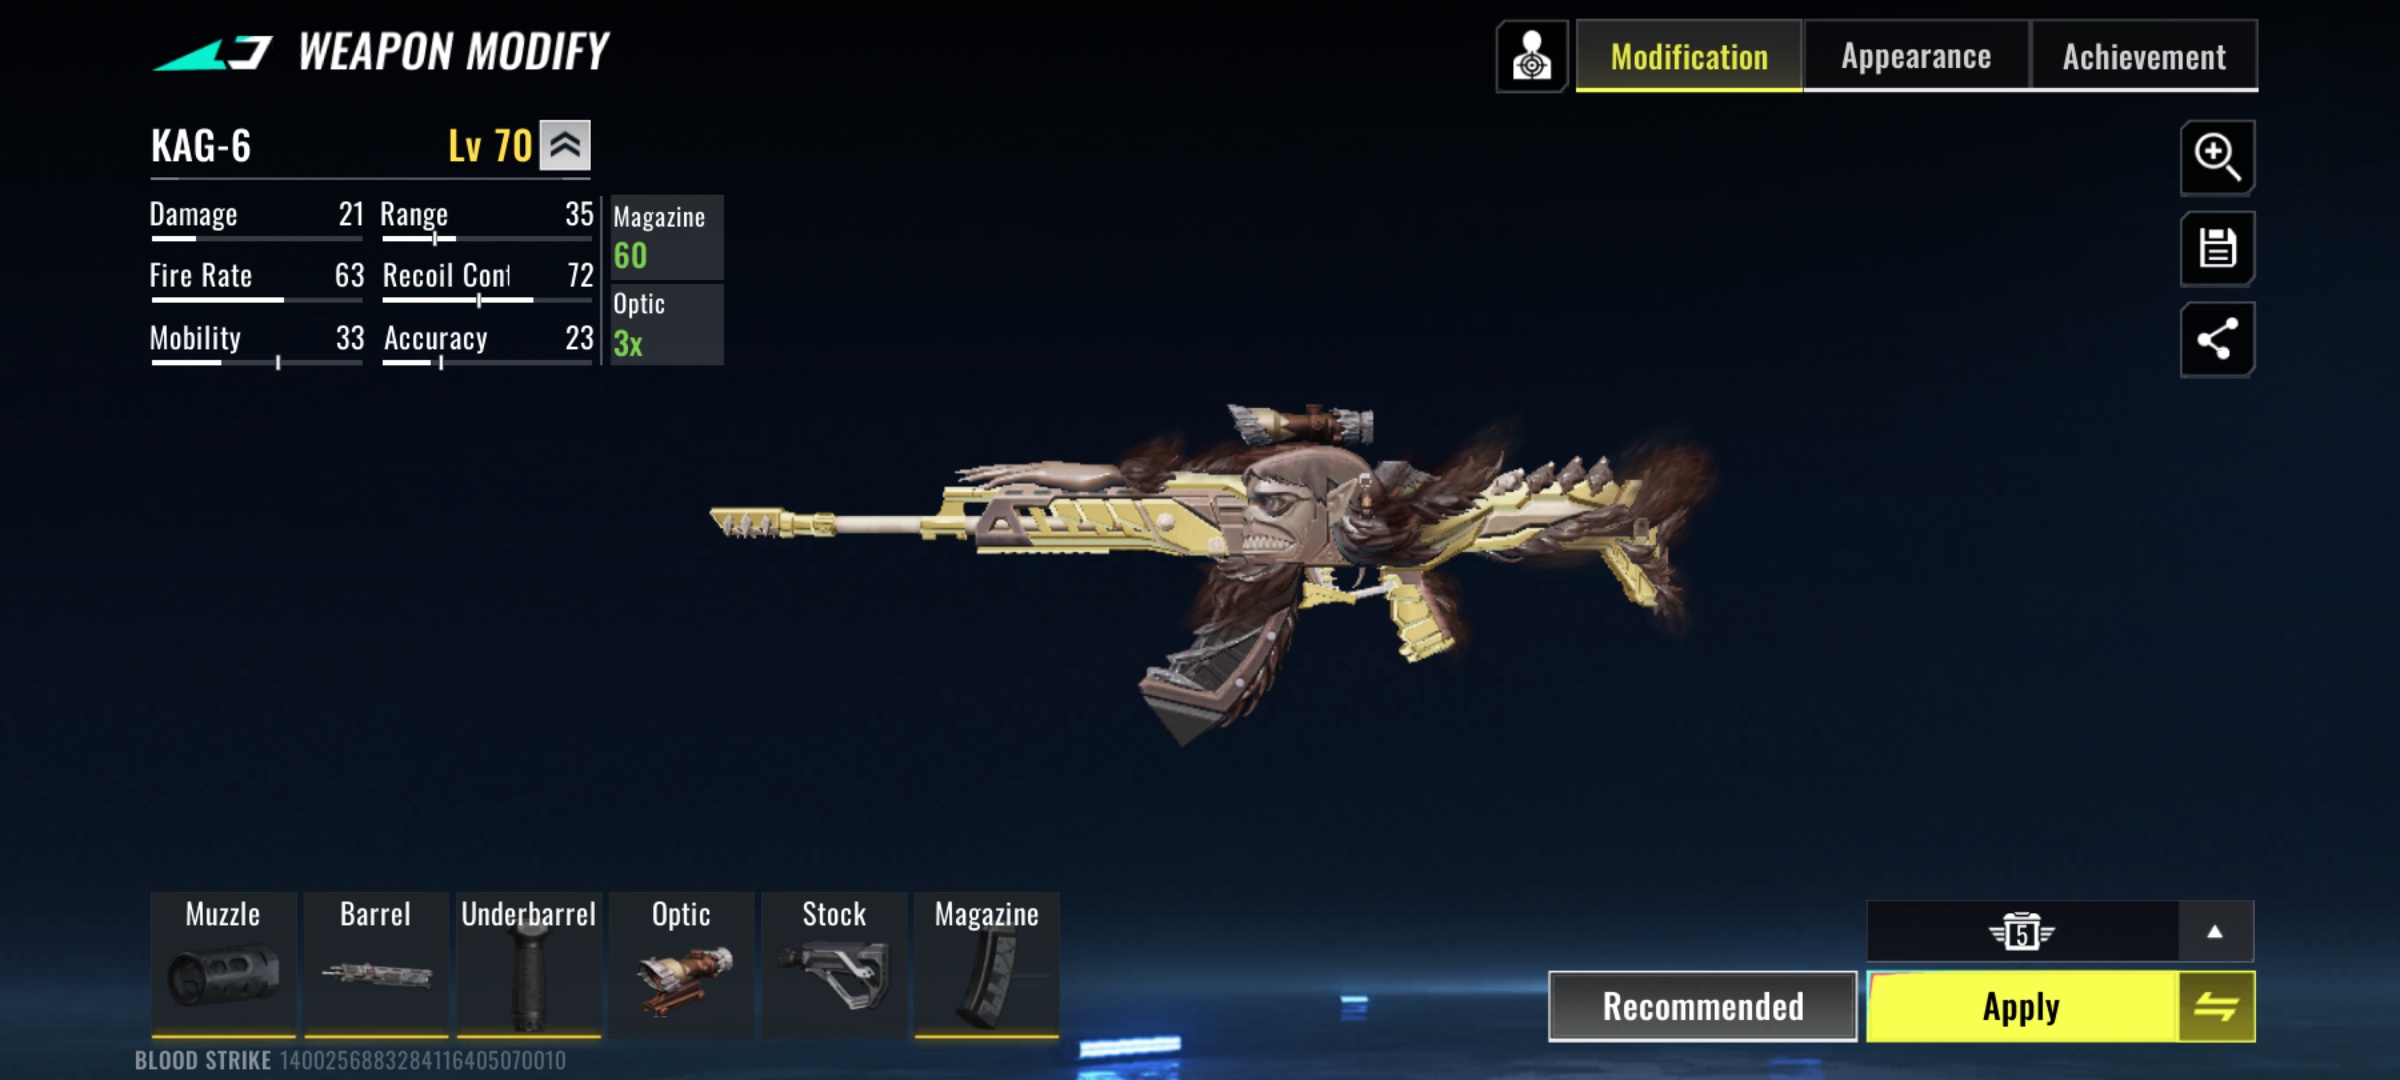 WEAPON MODIFY
Modification
Appearance
Achievement
KAG-6
Lv 70
Damage 21
Range 35
Magazine
60
Fire Rate 63
Recoil Cont 72
Optic
3x
Mobility 33
Accuracy 23
Muzzle
Barrel
Underbarrel
Optic
Stock
Magazine
5
Recommended
Apply
BLOOD STRIKE 1400256883284116405070010